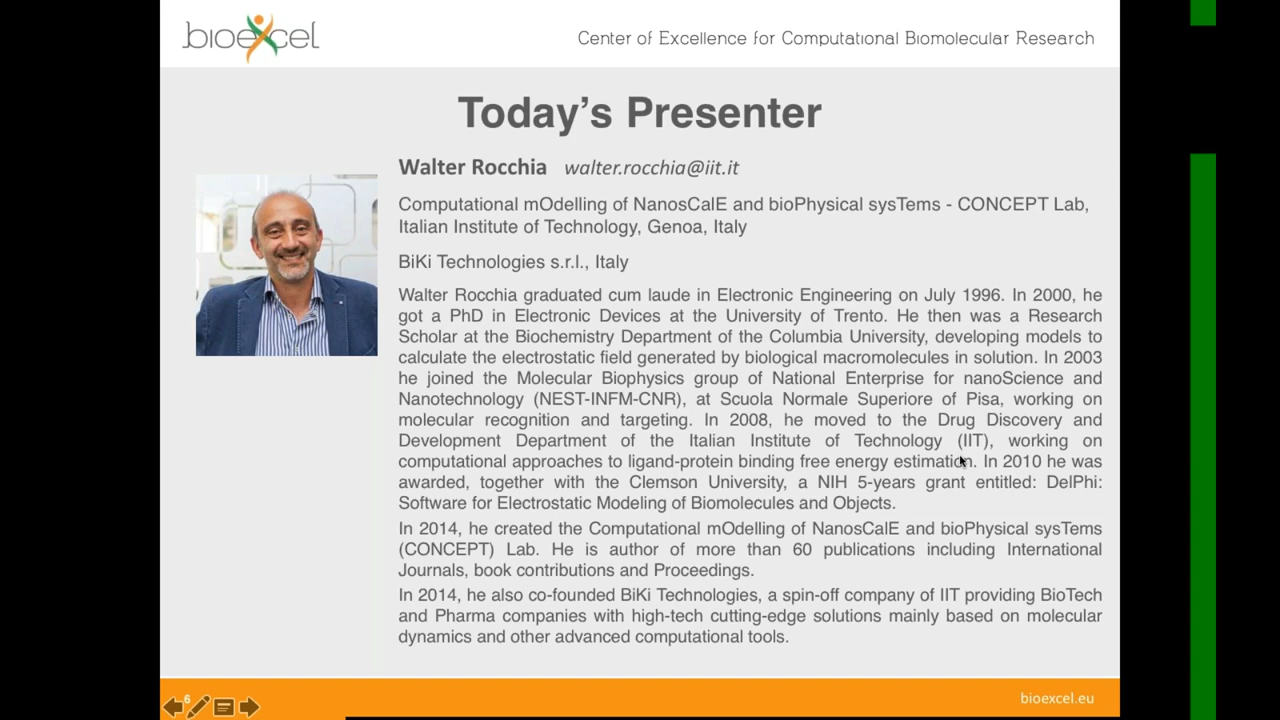 bioexcel
Center of Excellence for Computational Biomolecular Research
Today's Presenter
Walter Rocchia walter.rocchia@iit.it
Computational mOdelling of NanosCalE and bioPhysical sysTems - CONCEPT Lab,
Italian Institute of Technology, Genoa, Italy
BiKi Technologies s.r.l., Italy
Walter Rocchia graduated cum laude in Electronic Engineering on July 1996. In 2000, he
got a PhD in Electronic Devices at the University of Trento. He then was a Research
Scholar at the Biochemistry Department of the Columbia University, developing models to
calculate the electrostatic field generated by biological macromolecules in solution. In 2003
he joined the Molecular Biophysics group of National Enterprise for nanoScience and
Nanotechnology (NEST-INFM-CNR), at Scuola Normale Superiore of Pisa, working on
molecular recognition and targeting. In 2008, he moved to the Drug Discovery and
Development Department of the Italian Institute of Technology (IIT), working on
computational approaches to ligand-protein binding free energy estimation. In 2010 he was
awarded, together with the Clemson University, a NIH 5-years grant entitled: DelPhi:
Software for Electrostatic Modeling of Biomolecules and Objects.
In 2014, he created the Computational mOdelling of NanosCalE and bioPhysical sysTems
(CONCEPT) Lab. He is author of more than 60 publications including International
Journals, book contributions and Proceedings.
In 2014, he also co-founded BiKi Technologies, a spin-off company of IIT providing BioTech
and Pharma companies with high-tech cutting-edge solutions mainly based on molecular
dynamics and other advanced computational tools.
6
bioexcel.eu